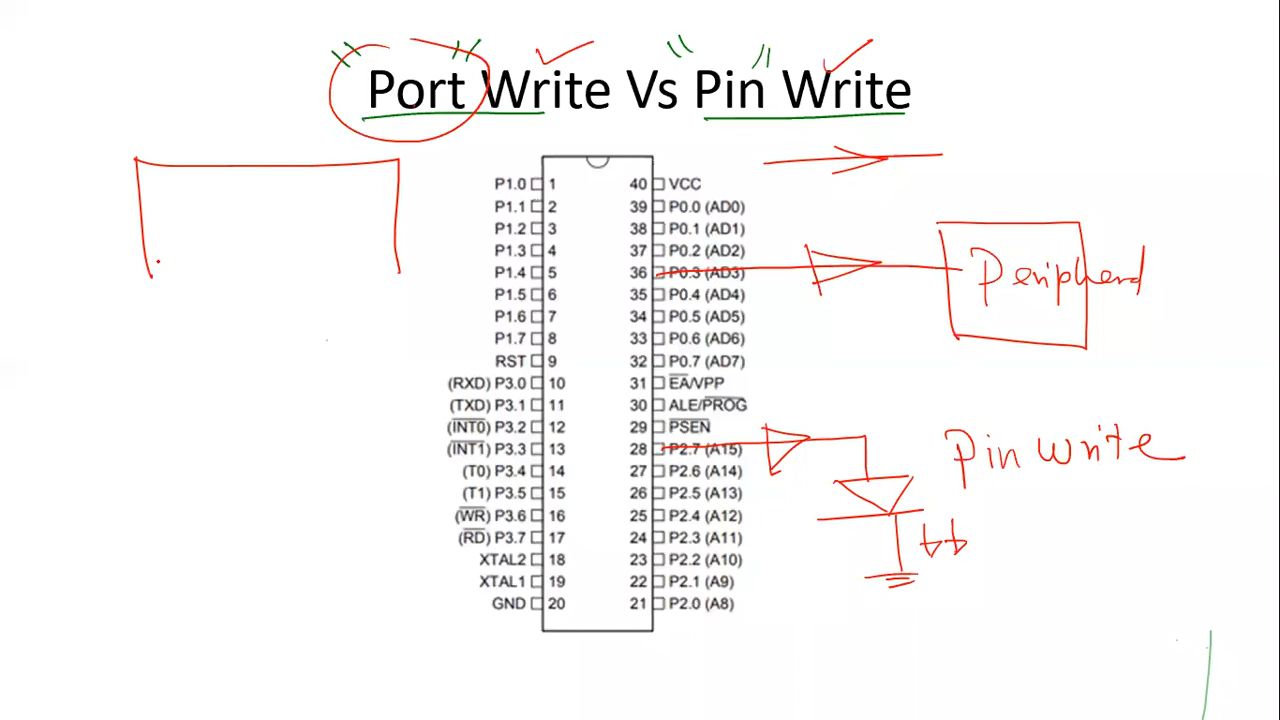 Port Write Vs Pin Write
P1.0 1 40 VCC
P1.1 2 39 P0.0 (AD0)
P1.2 3 38 P0.1 (AD1)
P1.3 4 37 P0.2 (AD2)
P1.4 5 36 P0.3 (AD3)
Peripheral
P1.5 6 35 P0.4 (AD4)
P1.6 7 34 P0.5 (AD5)
P1.7 8 33 P0.6 (AD6)
RST 9 32 P0.7 (AD7)
(RXD) P3.0 10 31 E̅A̅/VPP
(TXD) P3.1 11 30 ALE/P̅R̅O̅G̅
(I̅N̅T̅0̅) P3.2 12 29 P̅S̅E̅N̅
(I̅N̅T̅1̅) P3.3 13 28 P2.7 (A15)
Pin Write
(T0) P3.4 14 27 P2.6 (A14)
(T1) P3.5 15 26 P2.5 (A13)
(W̅R̅) P3.6 16 25 P2.4 (A12)
(R̅D̅) P3.7 17 24 P2.3 (A11)
XTAL2 18 23 P2.2 (A10)
XTAL1 19 22 P2.1 (A9)
GND 20 21 P2.0 (A8)